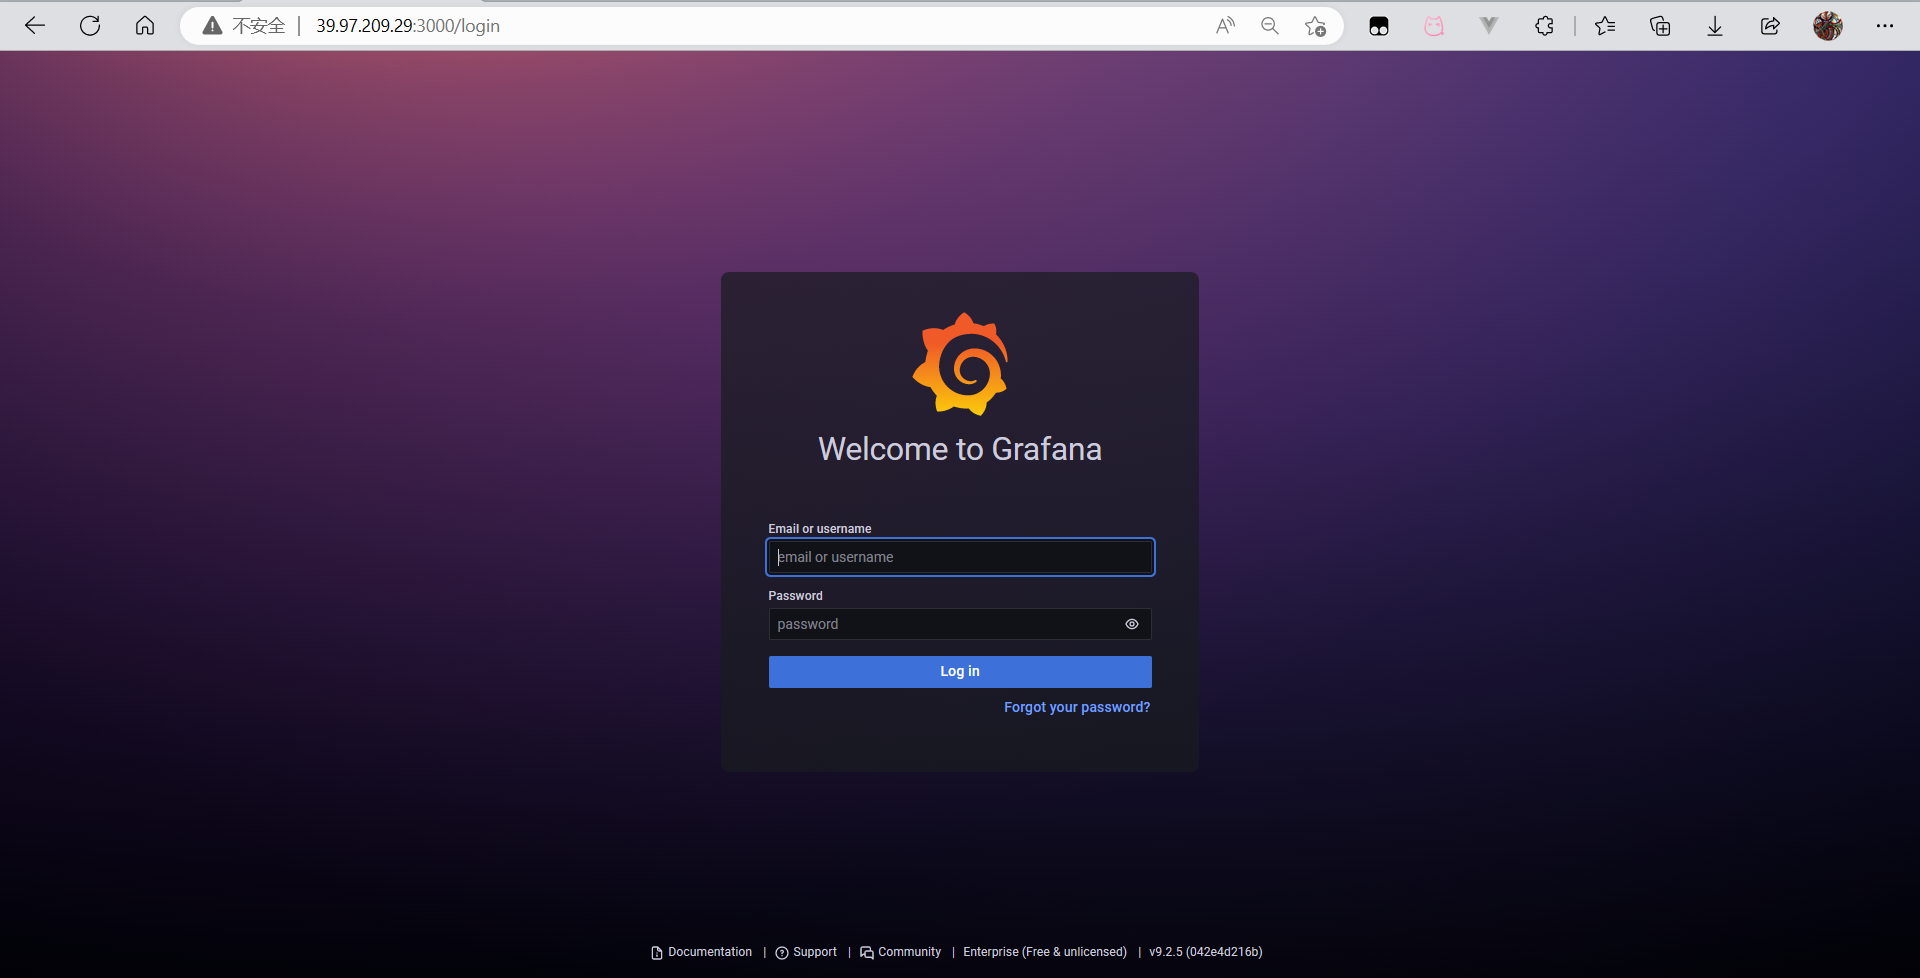 不安全 | 39.97.209.29:3000/login
Welcome to Grafana
Email or username
email or username
Password
password
Log in
Forgot your password?
Documentation | Support | Community | Enterprise (Free & unlicensed) | v9.2.5 (042e4d216b)